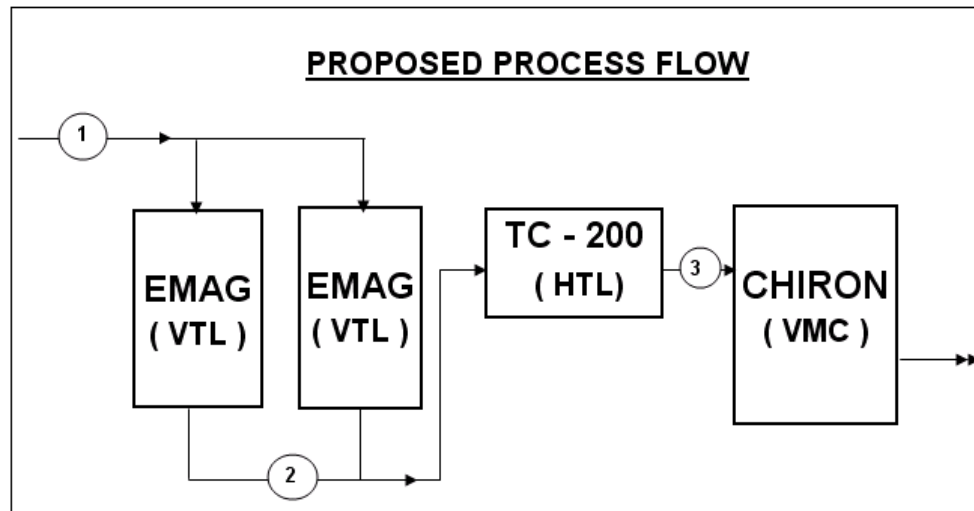 PROPOSED PROCESS FLOW
1
EMAG
( VTL )
EMAG
( VTL )
TC - 200
( HTL)
3
CHIRON
( VMC )
2